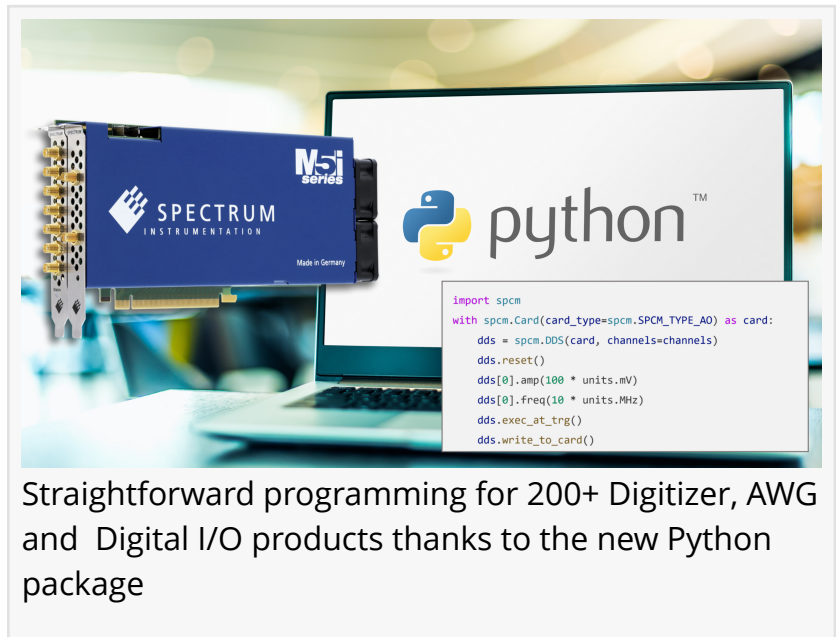 M5i
series
SPECTRUM
INSTRUMENTATION
Made in Germany
python™
import spcm
with spcm.Card(card_type=spcm.SPCM_TYPE_AO) as card:
    dds = spcm.DDS(card, channels=channels)
    dds.reset()
    dds[0].amp(100 * units.mV)
    dds[0].freq(10 * units.MHz)
    dds.exec_at_trg()
    dds.write_to_card()
Straightforward programming for 200+ Digitizer, AWG
and Digital I/O products thanks to the new Python
package